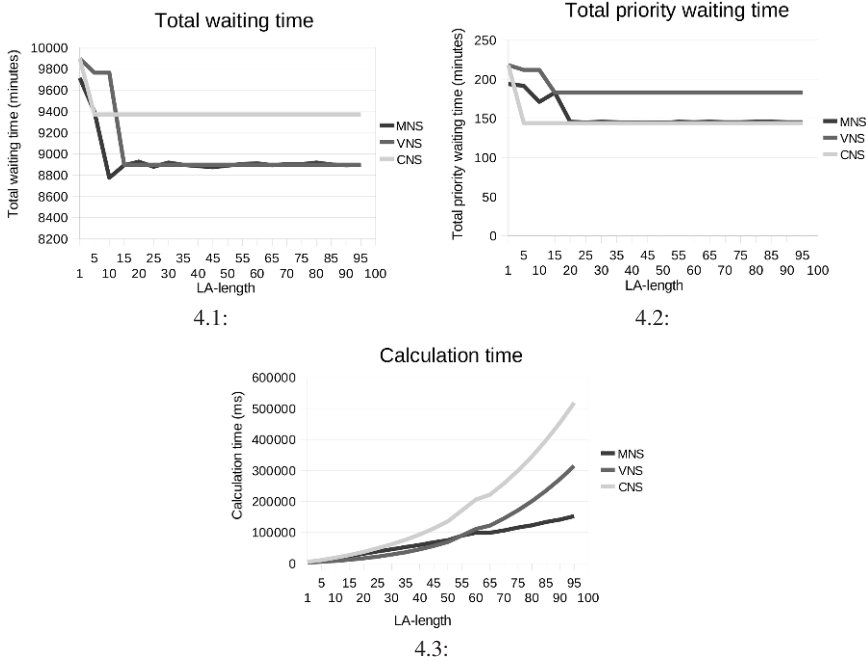 Total waiting time
Total waiting time (minutes)
10000
9800
9600
9400
9200
9000
8800
8600
8400
8200
5 15 25 35 45 55 65 75 85 95
1 10 20 30 40 50 60 70 80 90 100
LA-length
MNS
VNS
CNS
4.1:
Total priority waiting time
Total priority waiting time (minutes)
250
200
150
100
50
0
5 15 25 35 45 55 65 75 85 95
1 10 20 30 40 50 60 70 80 90 100
LA-length
MNS
VNS
CNS
4.2:
Calculation time
Calculation time (ms)
600000
500000
400000
300000
200000
100000
0
5 15 25 35 45 55 65 75 85 95
1 10 20 30 40 50 60 70 80 90 100
LA-length
MNS
VNS
CNS
4.3: